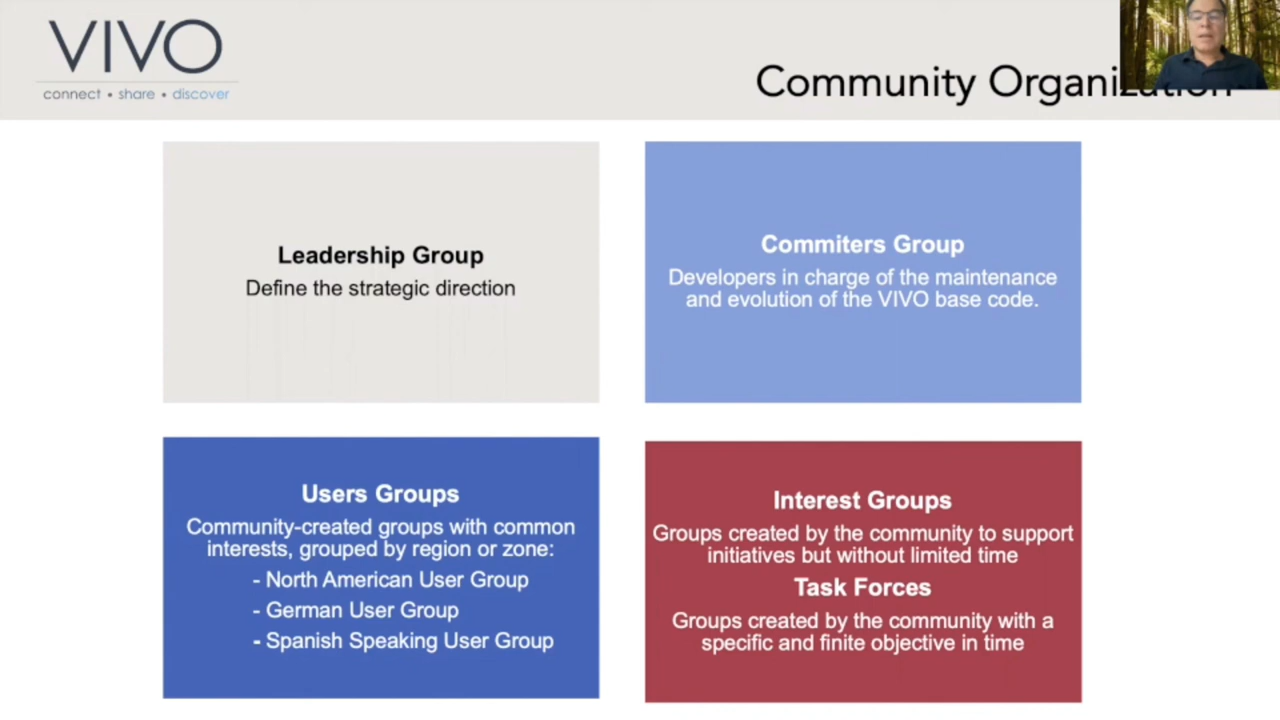 VIVO
connect • share • discover
Community Organization
Leadership Group
Define the strategic direction
Commiters Group
Developers in charge of the maintenance
and evolution of the VIVO base code.
Users Groups
Community-created groups with common
interests, grouped by region or zone:
- North American User Group
- German User Group
- Spanish Speaking User Group
Interest Groups
Groups created by the community to support
initiatives but without limited time
Task Forces
Groups created by the community with a
specific and finite objective in time